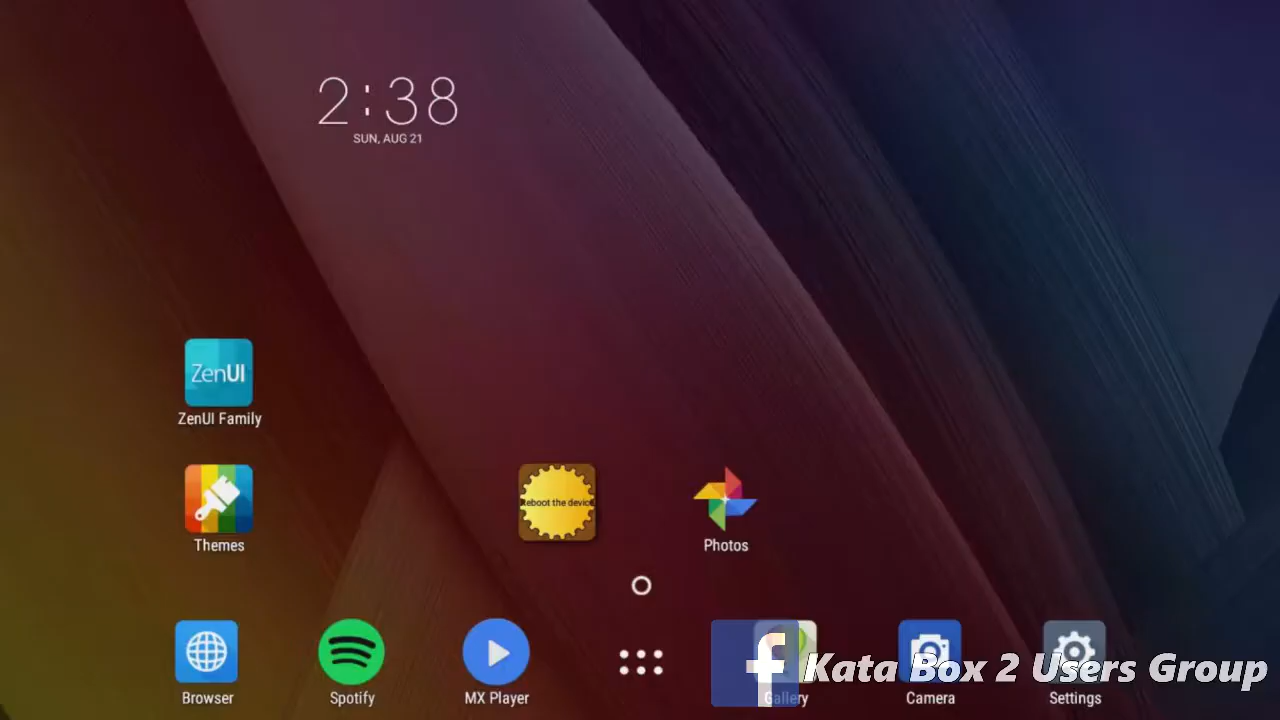 2:38
SUN, AUG 21
ZenUI
ZenUI Family
Reboot the device
Themes
Photos
f Kata Box 2 Users Group
Browser
Spotify
MX Player
Gallery
Camera
Settings